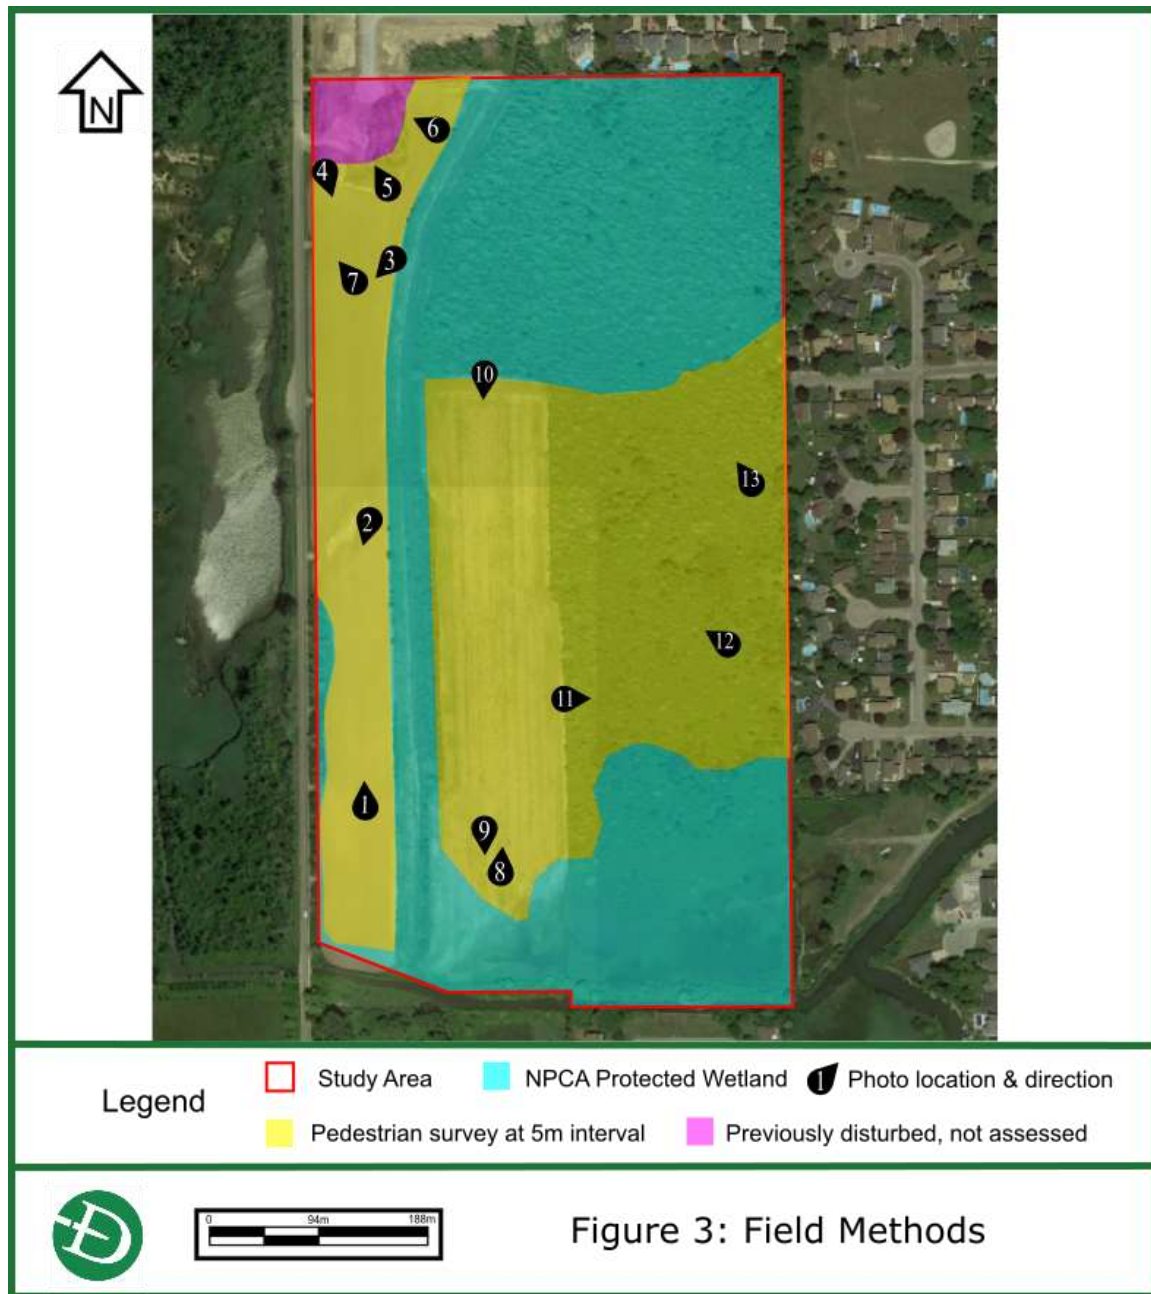 N
6
4
5
3
7
10
13
2
12
11
1
9
8
Legend
Study Area
NPCA Protected Wetland
1
Photo location & direction
Pedestrian survey at 5m interval
Previously disturbed, not assessed
D
0 94m 188m
Figure 3: Field Methods